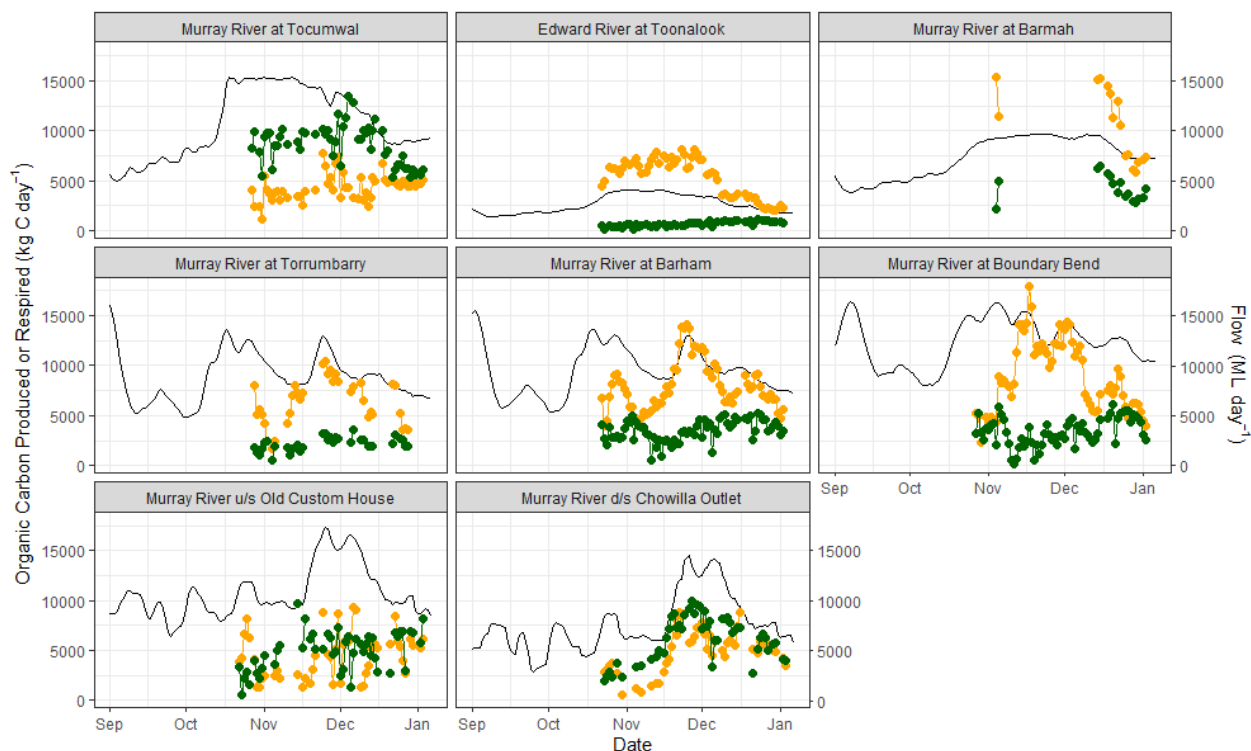 Murray River at Tocumwal
Edward River at Toonalook
Murray River at Barmah
15000
10000
5000
0
15000
10000
5000
0
Murray River at Torrumbarry
Murray River at Barham
Murray River at Boundary Bend
15000
10000
5000
0
15000
10000
5000
0
Sep
Oct
Nov
Dec
Jan
Murray River u/s Old Custom House
Murray River d/s Chowilla Outlet
15000
10000
5000
0
15000
10000
5000
0
Sep
Oct
Nov
Dec
Jan
Sep
Oct
Nov
Dec
Jan
Organic Carbon Produced or Respired (kg C day⁻¹)
Flow (ML day⁻¹)
Date